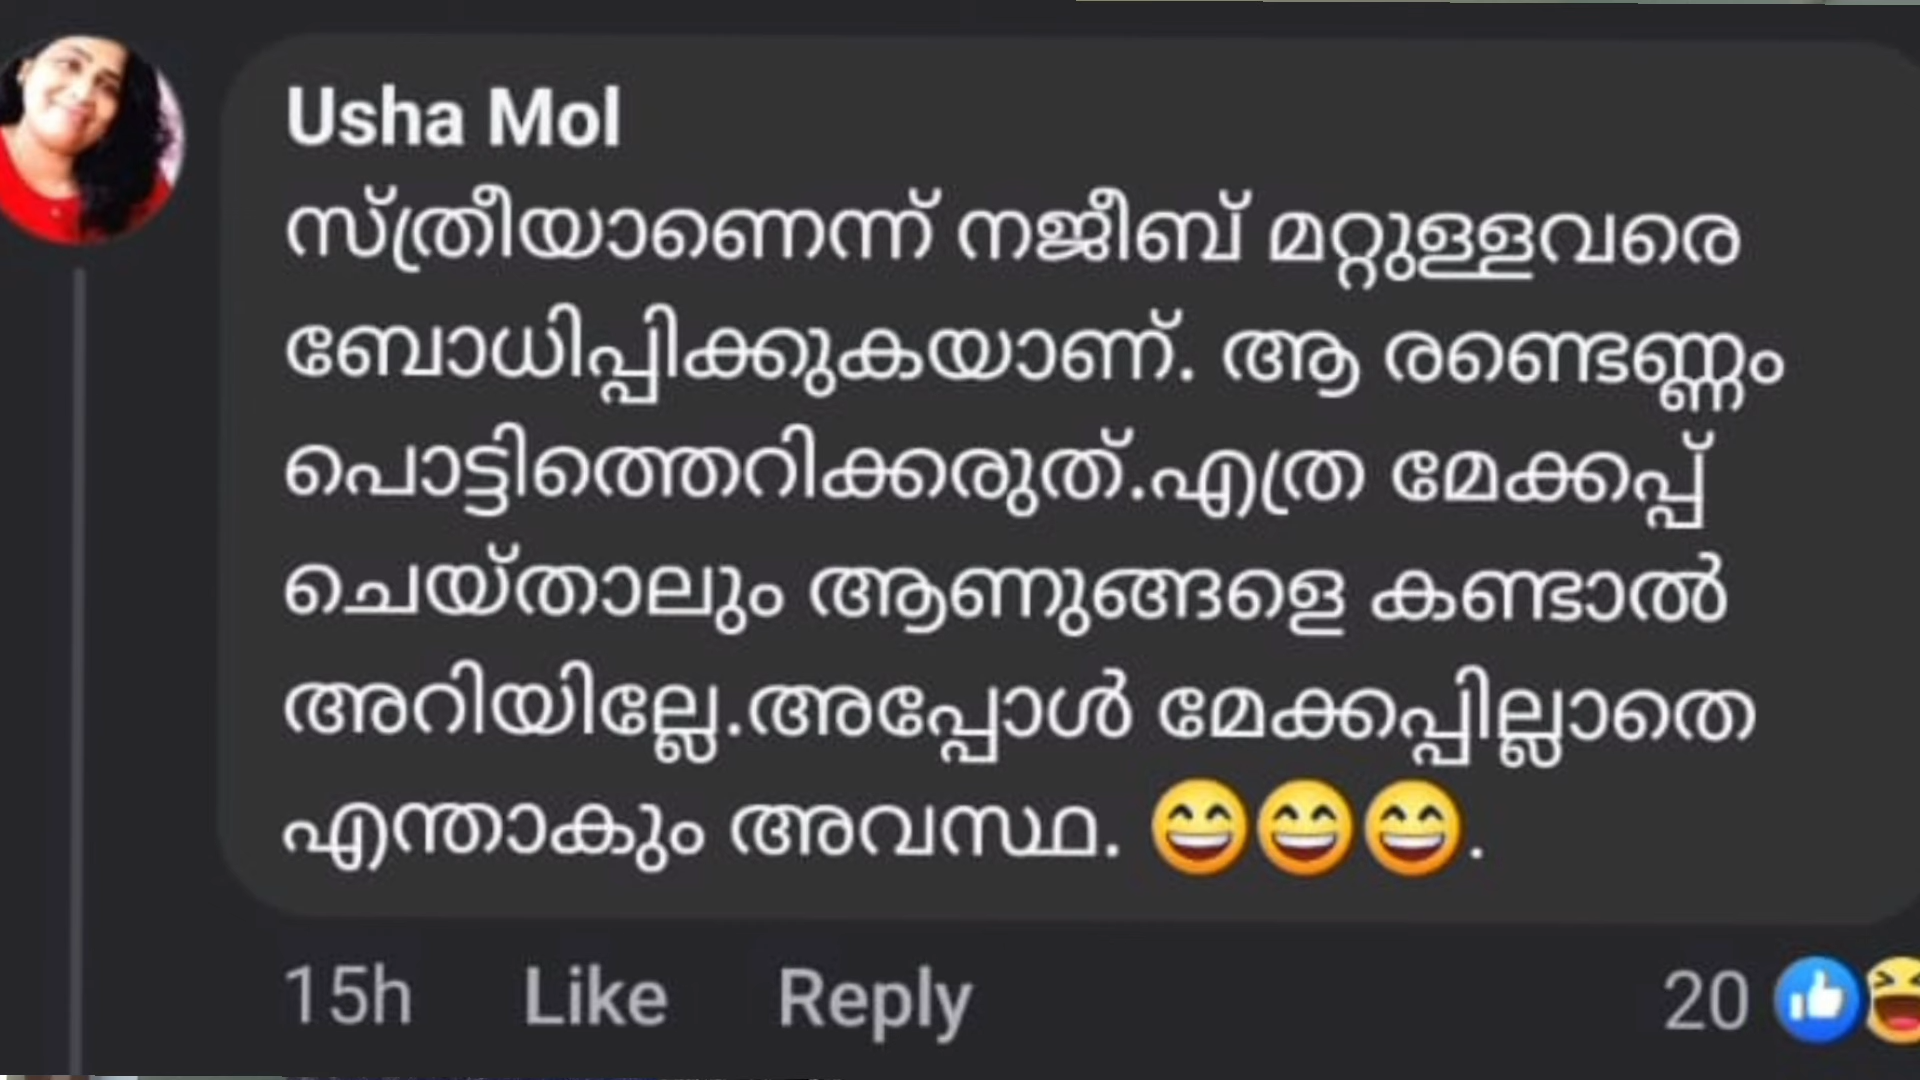 Usha Mol
സ്ത്രീയാണെന്ന് നജീബ് മറ്റുള്ളവരെ
ബോധിപ്പിക്കുകയാണ്. ആ രണ്ടെണ്ണം
പൊട്ടിത്തെറിക്കരുത്.എത്ര മേക്കപ്പ്
ചെയ്താലും ആണുങ്ങളെ കണ്ടാൽ
അറിയില്ലേ.അപ്പോൾ മേക്കപ്പില്ലാതെ
എന്താകും അവസ്ഥ. 😄😄😄.
15h Like Reply 20